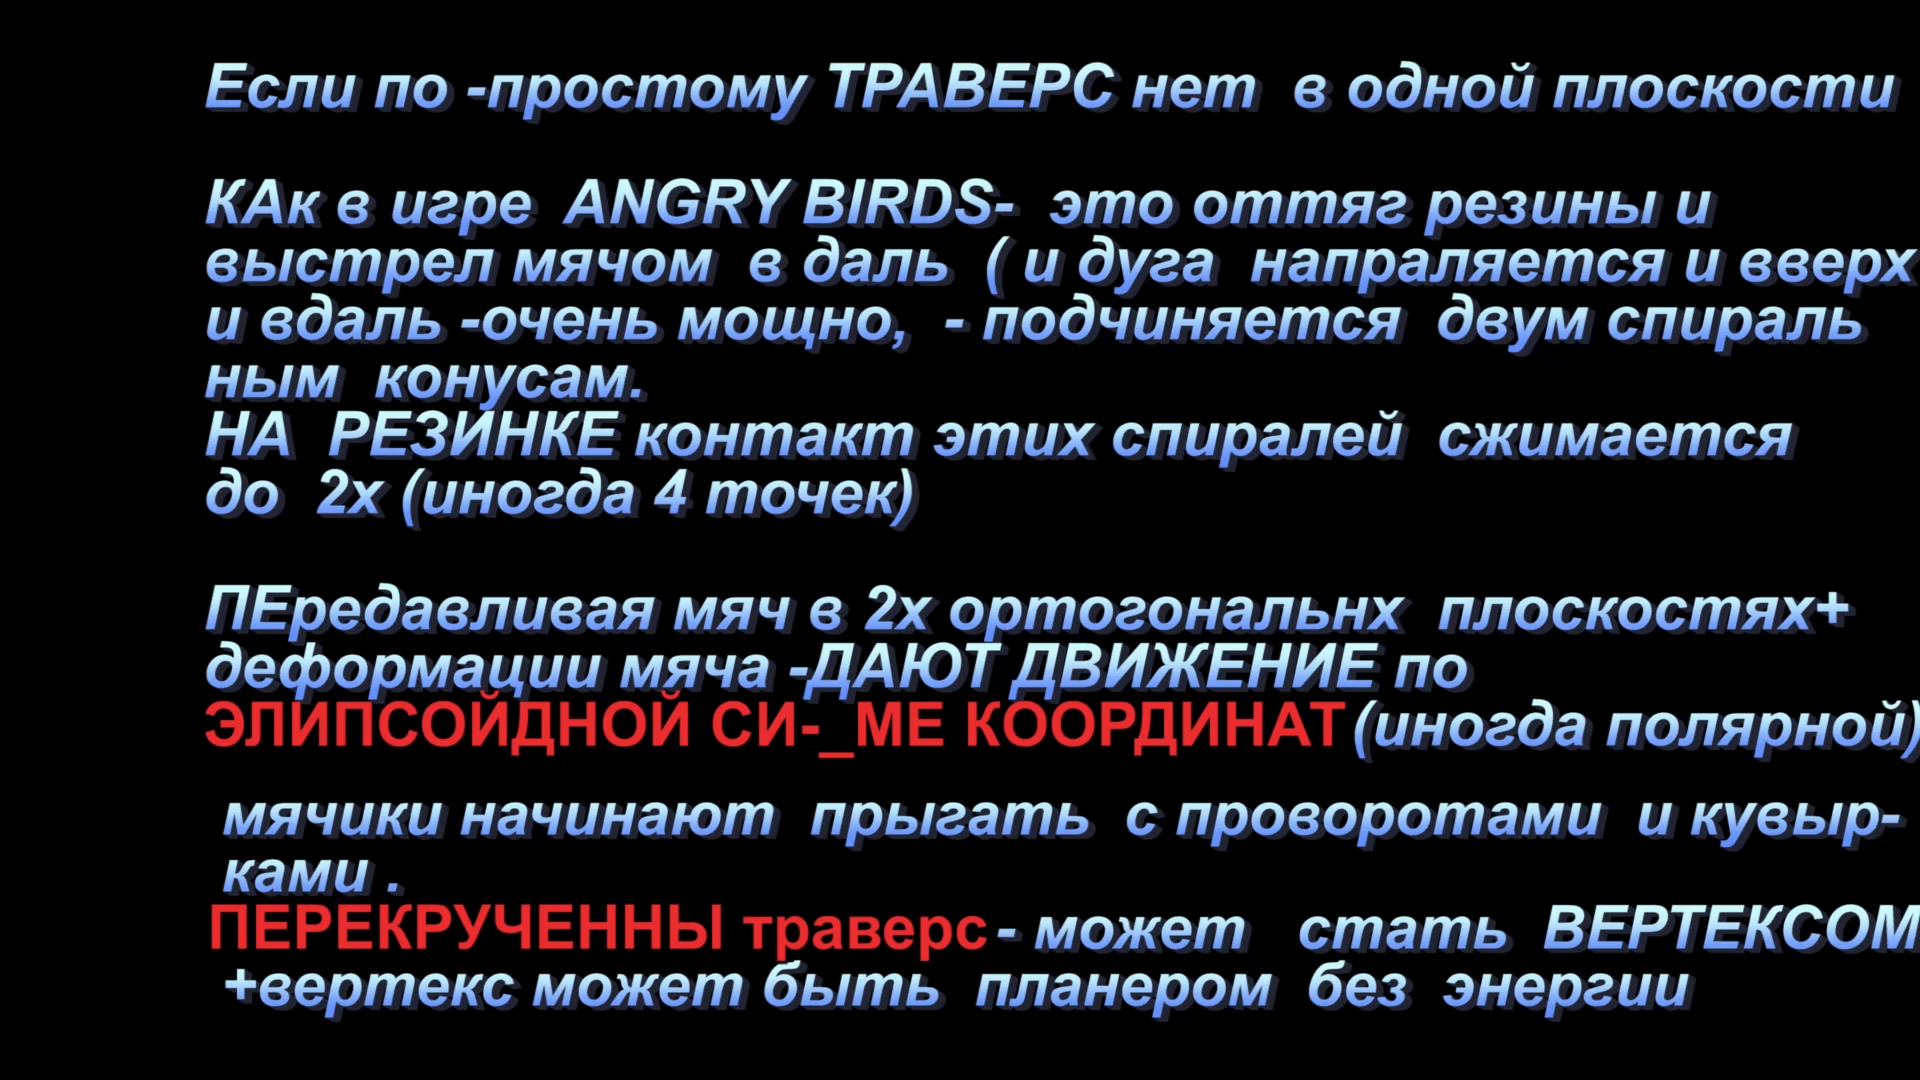 Если по -простому ТРАВЕРС нет в одной плоскости
КАк в игре ANGRY BIRDS- это оттяг резины и
выстрел мячом в даль ( и дуга напраляется и вверх
и вдаль -очень мощно, - подчиняется двум спираль
ным конусам.
НА РЕЗИНКЕ контакт этих спиралей сжимается
до 2х (иногда 4 точек)
ПЕредавливая мяч в 2х ортогональнх плоскостях+
деформации мяча -ДАЮТ ДВИЖЕНИЕ по
ЭЛИПСОЙДНОЙ СИ-_МЕ КООРДИНАТ (иногда полярной)
мячики начинают прыгать с проворотами и кувыр-
ками .
ПЕРЕКРУЧЕННЫ траверс - может стать ВЕРТЕКСОМ
+вертекс может быть планером без энергии